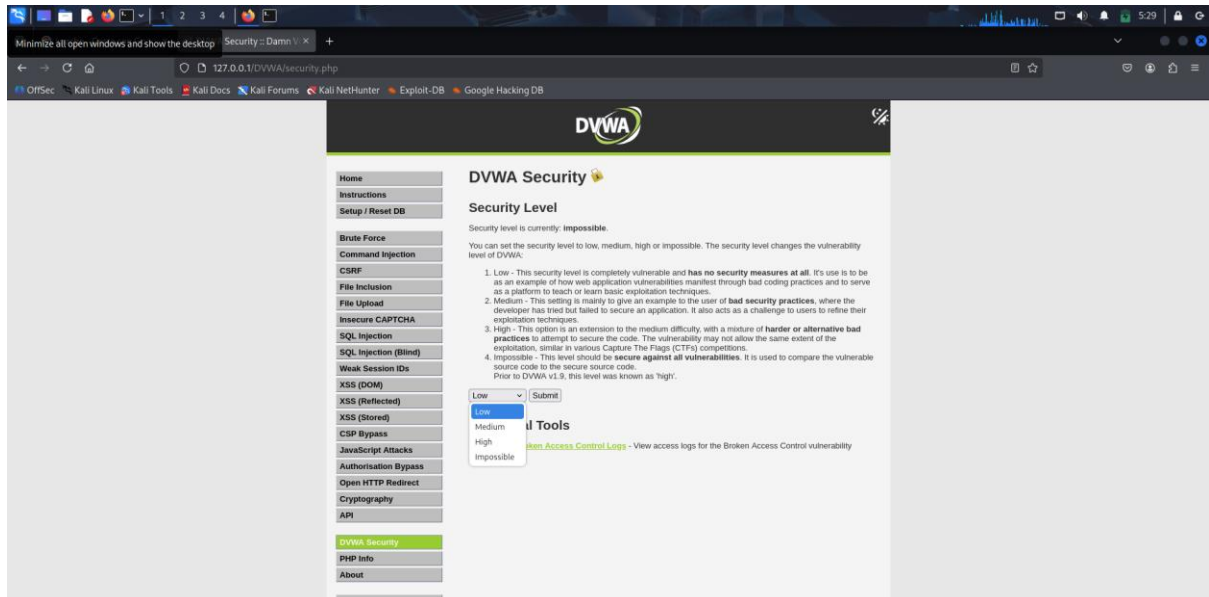 1 2 3 4
5:29
Minimize all open windows and show the desktop
Security :: Damn V
127.0.0.1/DVWA/security.php
OffSec
Kali Linux
Kali Tools
Kali Docs
Kali Forums
Kali NetHunter
Exploit-DB
Google Hacking DB
DVWA
Home
Instructions
Setup / Reset DB
Brute Force
Command Injection
CSRF
File Inclusion
File Upload
Insecure CAPTCHA
SQL Injection
SQL Injection (Blind)
Weak Session IDs
XSS (DOM)
XSS (Reflected)
XSS (Stored)
CSP Bypass
JavaScript Attacks
Authorisation Bypass
Open HTTP Redirect
Cryptography
API
DVWA Security
PHP Info
About
DVWA Security
Security Level
Security level is currently: impossible.
You can set the security level to low, medium, high or impossible. The security level changes the vulnerability
level of DVWA:
1. Low - This security level is completely vulnerable and has no security measures at all. It's use is to be
as an example of how web application vulnerabilities manifest through bad coding practices and to serve
as a platform to teach or learn basic exploitation techniques.
2. Medium - This setting is mainly to give an example to the user of bad security practices, where the
developer has tried but failed to secure an application. It also acts as a challenge to users to refine their
exploitation techniques.
3. High - This option is an extension to the medium difficulty, with a mixture of harder or alternative bad
practices to attempt to secure the code. The vulnerability may not allow the same extent of the
exploitation, similar in various Capture The Flags (CTFs) competitions.
4. Impossible - This level should be secure against all vulnerabilities. It is used to compare the vulnerable
source code to the secure source code.
Prior to DVWA v1.9, this level was known as 'high'.
Low
Submit
Low
Medium
High
Impossible
al Tools
ken Access Control Logs - View access logs for the Broken Access Control vulnerability